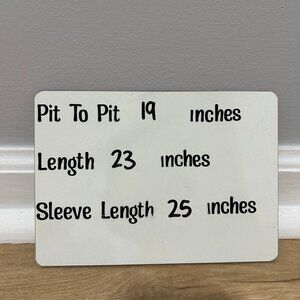 Pit To Pit 19 inches
Length 23 inches
Sleeve Length 25 inches